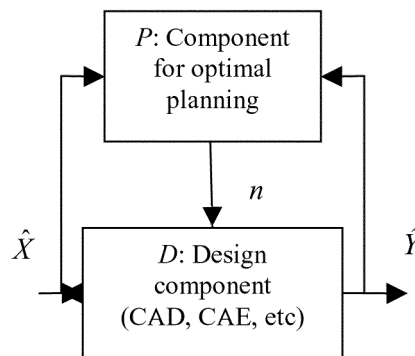 P: Component
for optimal
planning
n
X̂
Ŷ
D: Design
component
(CAD, CAE, etc)